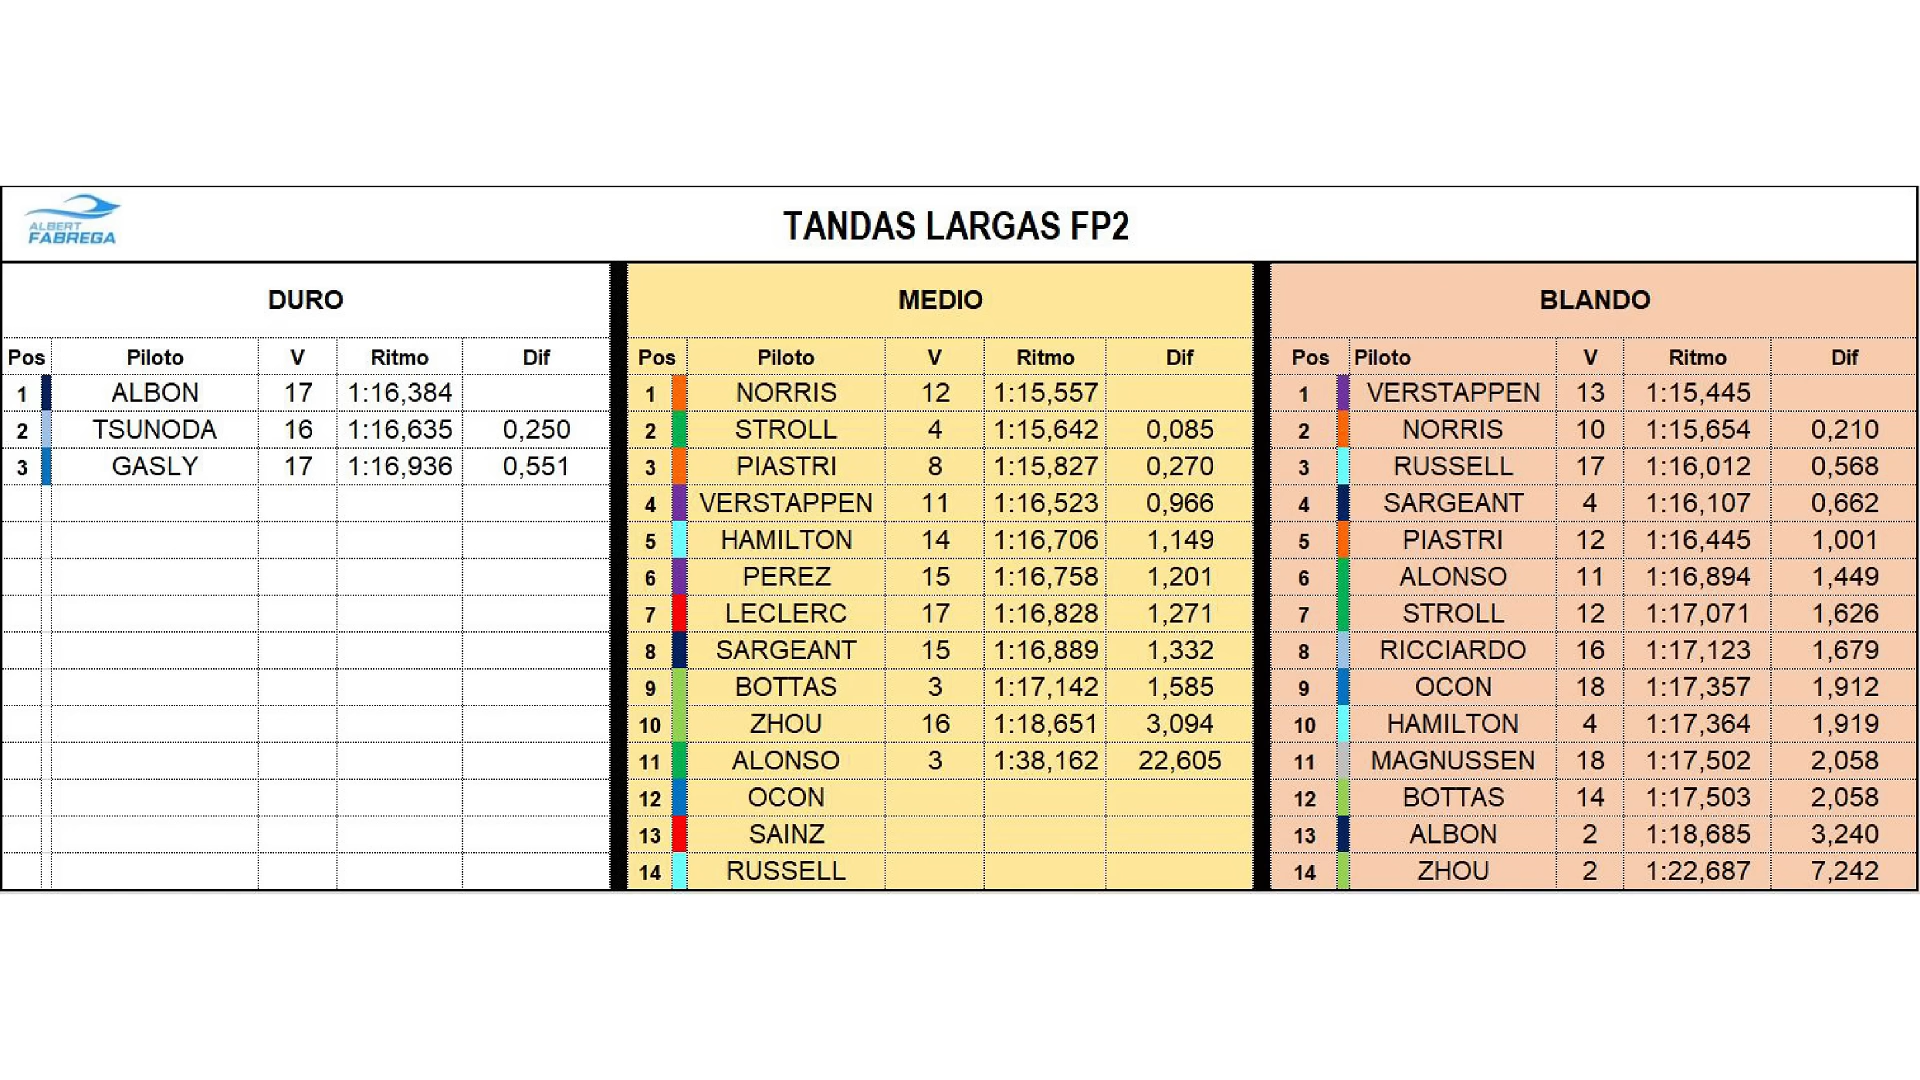 ALBERT
FABREGA
TANDAS LARGAS FP2
DURO
Pos Piloto V Ritmo Dif
1 ALBON 17 1:16,384
2 TSUNODA 16 1:16,635 0,250
3 GASLY 17 1:16,936 0,551
MEDIO
Pos Piloto V Ritmo Dif
1 NORRIS 12 1:15,557
2 STROLL 4 1:15,642 0,085
3 PIASTRI 8 1:15,827 0,270
4 VERSTAPPEN 11 1:16,523 0,966
5 HAMILTON 14 1:16,706 1,149
6 PEREZ 15 1:16,758 1,201
7 LECLERC 17 1:16,828 1,271
8 SARGEANT 15 1:16,889 1,332
9 BOTTAS 3 1:17,142 1,585
10 ZHOU 16 1:18,651 3,094
11 ALONSO 3 1:38,162 22,605
12 OCON
13 SAINZ
14 RUSSELL
BLANDO
Pos Piloto V Ritmo Dif
1 VERSTAPPEN 13 1:15,445
2 NORRIS 10 1:15,654 0,210
3 RUSSELL 17 1:16,012 0,568
4 SARGEANT 4 1:16,107 0,662
5 PIASTRI 12 1:16,445 1,001
6 ALONSO 11 1:16,894 1,449
7 STROLL 12 1:17,071 1,626
8 RICCIARDO 16 1:17,123 1,679
9 OCON 18 1:17,357 1,912
10 HAMILTON 4 1:17,364 1,919
11 MAGNUSSEN 18 1:17,502 2,058
12 BOTTAS 14 1:17,503 2,058
13 ALBON 2 1:18,685 3,240
14 ZHOU 2 1:22,687 7,242